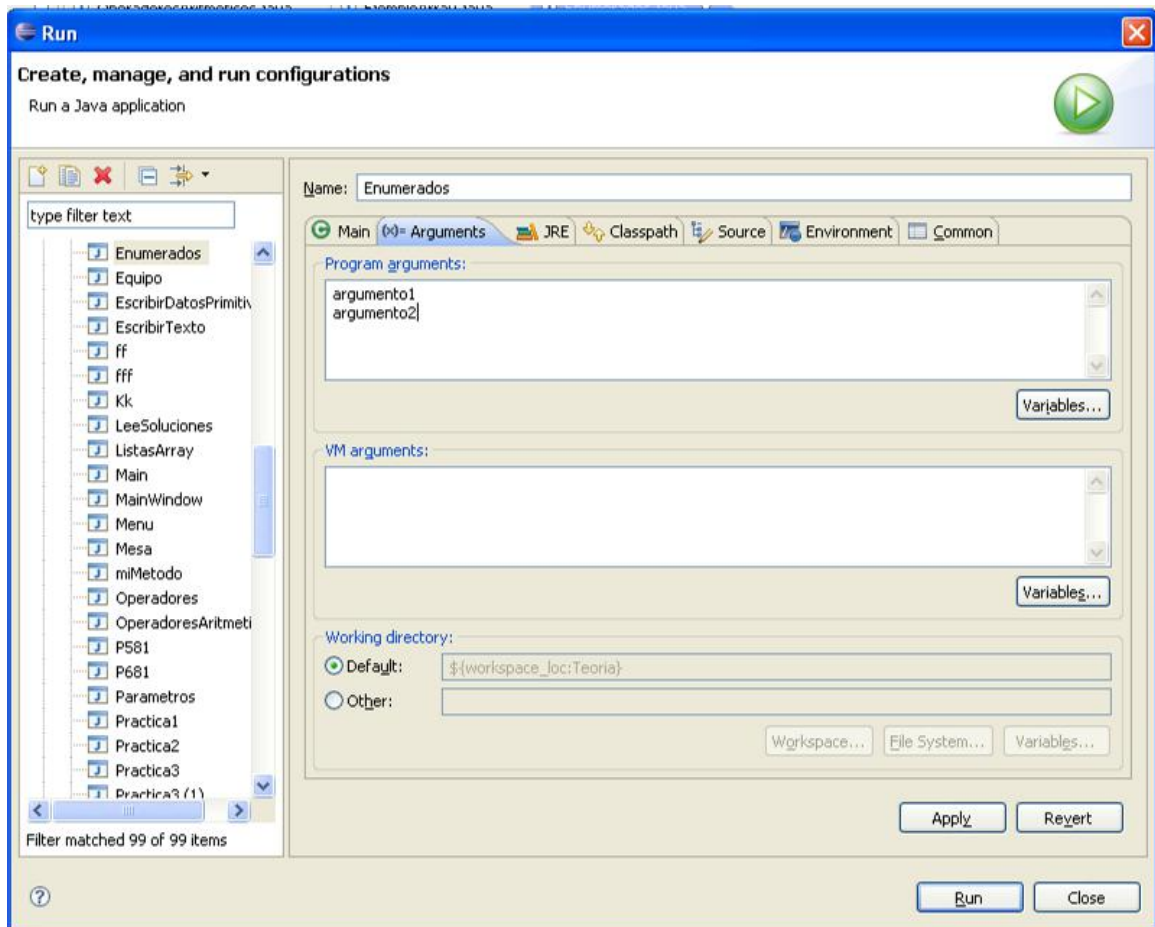 Run
Create, manage, and run configurations
Run a Java application
type filter text
Enumerados
Equipo
EscribirDatosPrimitiv
EscribirTexto
ff
fff
Kk
LeeSoluciones
ListasArray
Main
MainWindow
Menu
Mesa
miMetodo
Operadores
OperadoresAritmeti
P581
P681
Parametros
Practica1
Practica2
Practica3
Practica3 (1)
Filter matched 99 of 99 items
Name: Enumerados
Main (x)= Arguments JRE Classpath Source Environment Common
Program arguments:
argumento1
argumento2
Variables...
VM arguments:
Variables...
Working directory:
Default: ${workspace_loc:Teoria}
Other:
Workspace... File System... Variables...
Apply Revert
Run Close